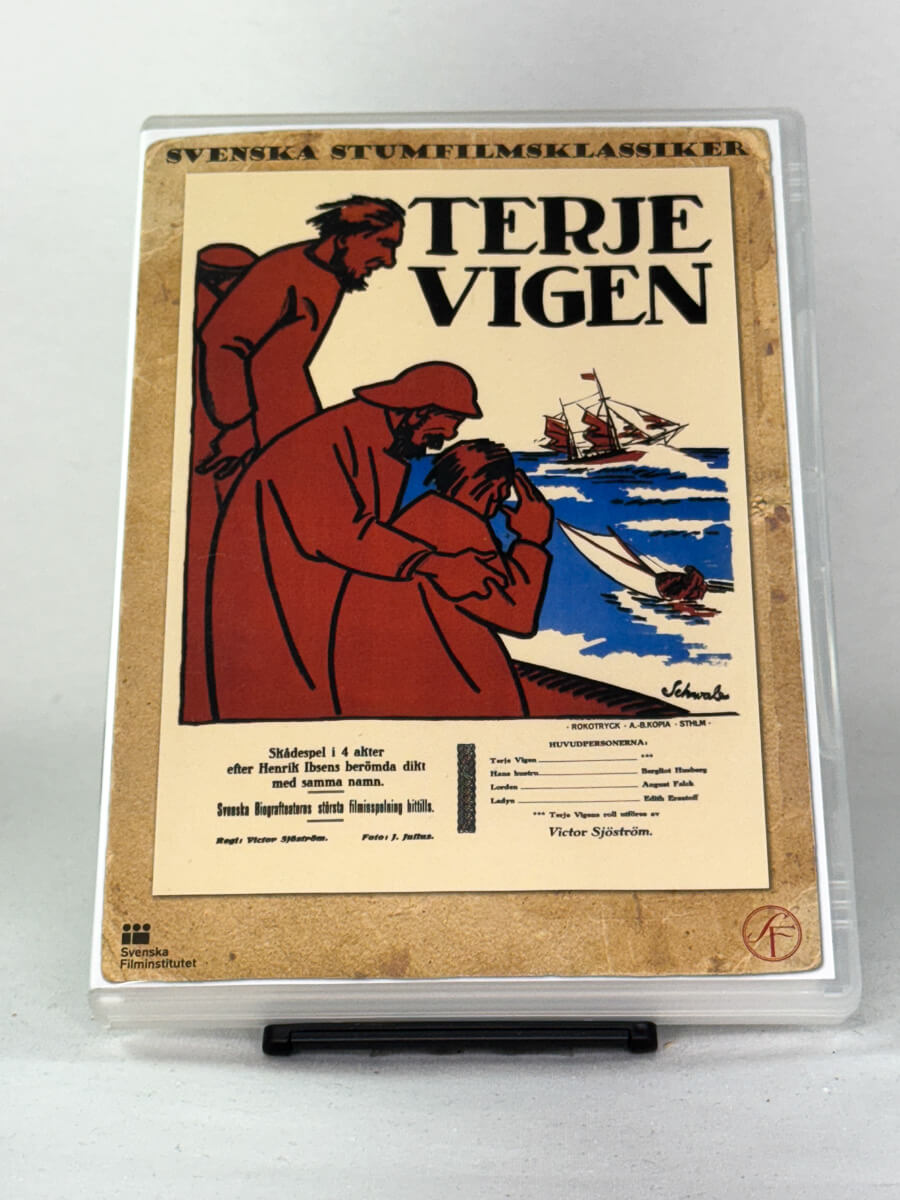 SVENSKA STUMFILMSKLASSIKER
TERJE
VIGEN
Schwab
· ROKOTRYCK · A.-B. KOPIA · STHLM ·
Skådespel i 4 akter
efter Henrik Ibsens berömda dikt
med samma namn.
Svenska Biografteaterns största filminspelning hittills.
Regi: Victor Sjöström. Foto: J. Julius.
HUVUDPERSONERNA:
Terje Vigen ***
Hans hustru Bergliot Husberg
Lorden August Falck
Ladyn Edith Erastoff
*** Terje Vigens roll utföres av
Victor Sjöström.
Svenska
Filminstitutet
SF